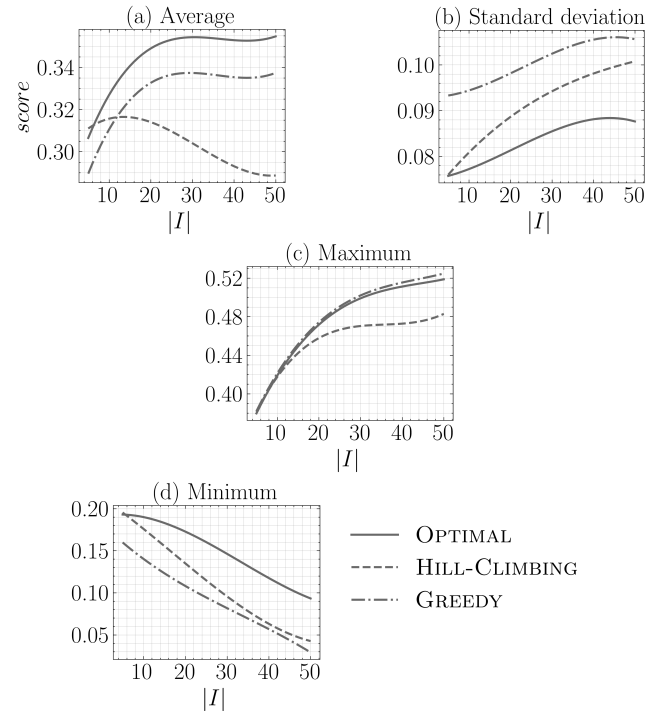 (a) Average
score
0.34
0.32
0.30
10 20 30 40 50
|I|
(b) Standard deviation
0.10
0.09
0.08
10 20 30 40 50
|I|
(c) Maximum
0.52
0.48
0.44
0.40
10 20 30 40 50
|I|
(d) Minimum
0.20
0.15
0.10
0.05
10 20 30 40 50
|I|
OPTIMAL
HILL-CLIMBING
GREEDY